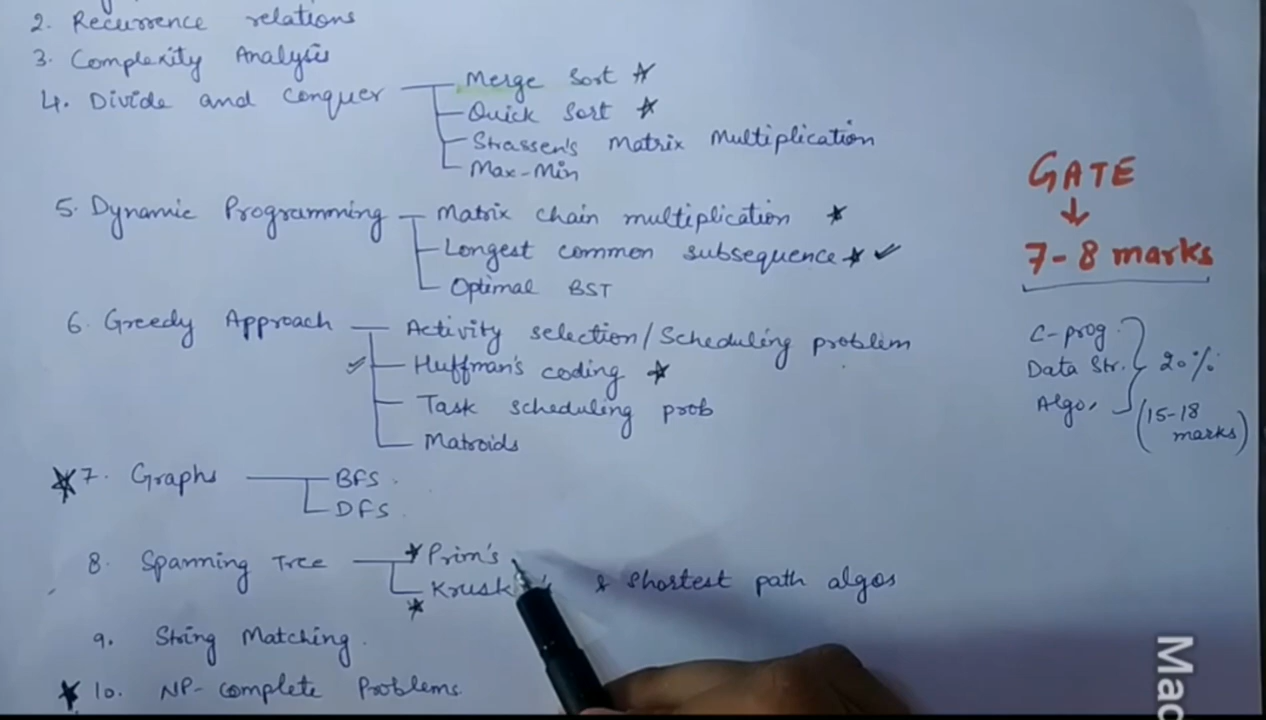 2. Recurrence relations
3. Complexity Analysis
4. Divide and Conquer
Merge Sort
Quick Sort
Strassen's Matrix Multiplication
Max-Min
5. Dynamic Programming
Matrix chain multiplication
Longest common subsequence
Optimal BST
6. Greedy Approach
Activity selection/Scheduling problem
Huffman's coding
Task scheduling prob
Matroids
7. Graphs
BFS
DFS
8. Spanning Tree
Prim's
& Shortest path algos
9. String Matching
10. NP-Complete Problems
GATE
7-8 marks
C-prog.
Data Str.
Algo.
20%
(15-18
marks)